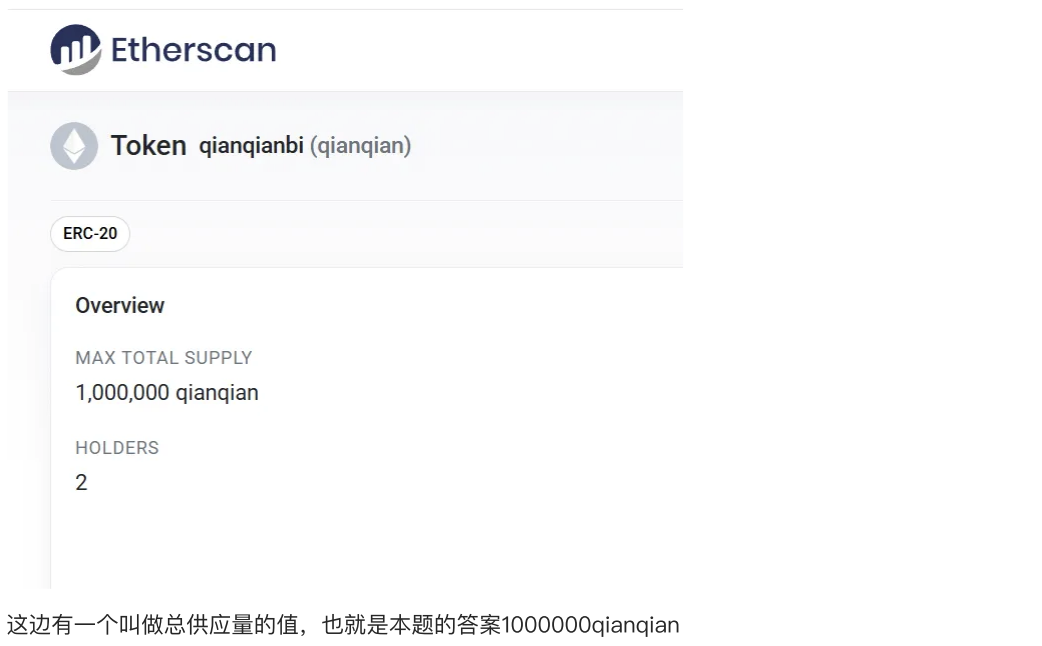 Etherscan
Token qianqianbi (qianqian)
ERC-20
Overview
MAX TOTAL SUPPLY
1,000,000 qianqian
HOLDERS
2
这边有一个叫做总供应量的值，也就是本题的答案1000000qianqian